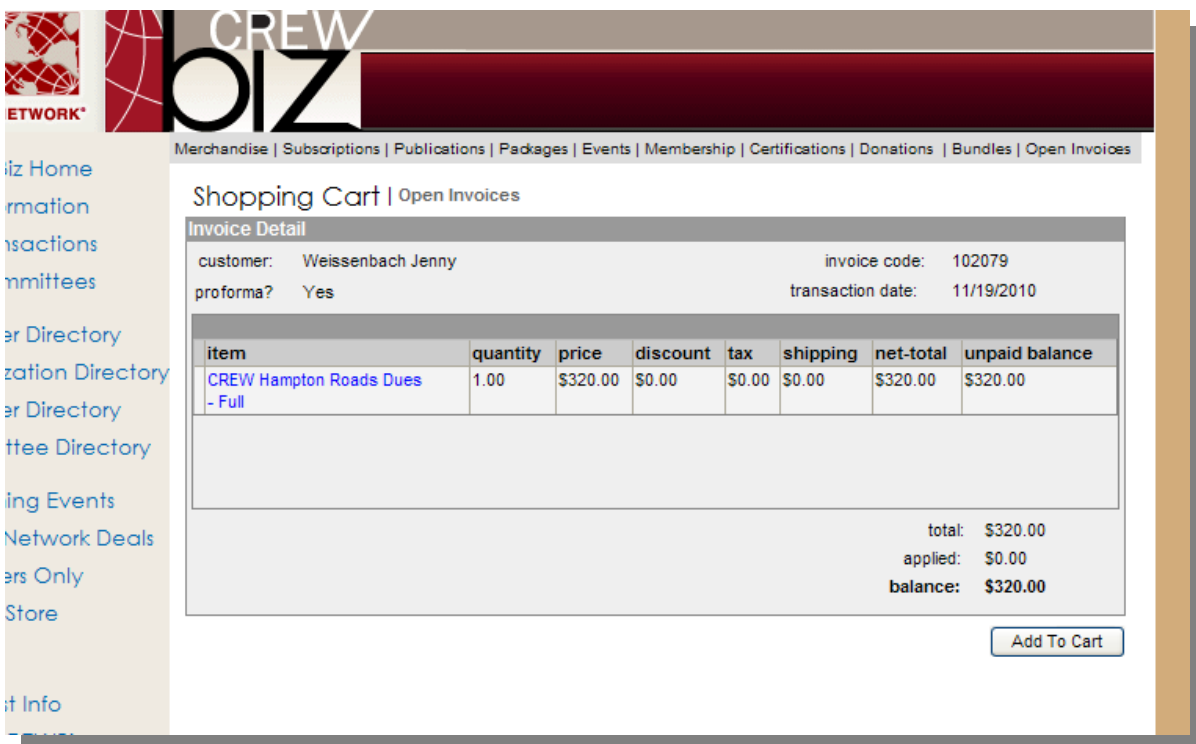 CREW
biz
ETWORK®
Merchandise | Subscriptions | Publications | Packages | Events | Membership | Certifications | Donations | Bundles | Open Invoices
iz Home
rmation
nsactions
mmittees
er Directory
zation Directory
er Directory
ttee Directory
ing Events
Network Deals
ers Only
Store
st Info
Shopping Cart | Open Invoices
Invoice Detail
customer: Weissenbach Jenny invoice code: 102079
proforma? Yes transaction date: 11/19/2010
item quantity price discount tax shipping net-total unpaid balance
CREW Hampton Roads Dues 1.00 $320.00 $0.00 $0.00 $0.00 $320.00 $320.00
- Full
total: $320.00
applied: $0.00
balance: $320.00
Add To Cart